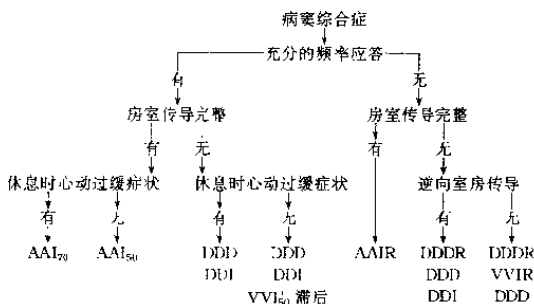 病窦综合症
充分的频率应答
有 无
房室传导完整 房室传导完整
有 无 有 无
休息时心动过缓症状 休息时心动过缓症状 逆向室房传导
有 无 有 无 有 无
AAI₇₀ AAI₅₀ DDD DDD AAIR DDDR DDDR
DDI DDI DDD VVIR
VVI₅₀ 滞后 DDI DDD